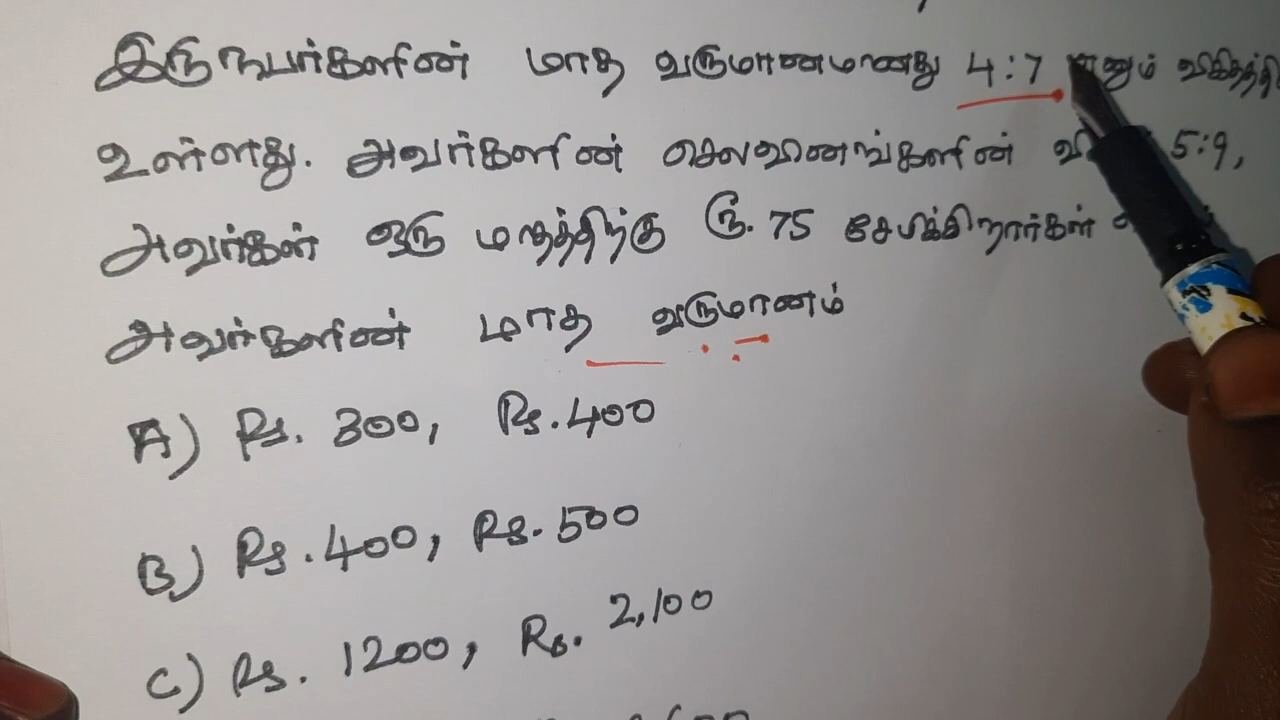 இரு நபர்களின் மாத வருமானமானது 4:7 எனும்
உள்ளது. அவர்களின் செலவினங்களின் 5:9,
அவர்கள் ஒரு மாதத்திற்கு ரூ. 75 சேமிக்கிறார்கள்
அவர்களின் மாத வருமாணம்
A) Rs. 300, Rs. 400
B) Rs. 400, Rs. 500
C) Rs. 1200, Rs. 2,100